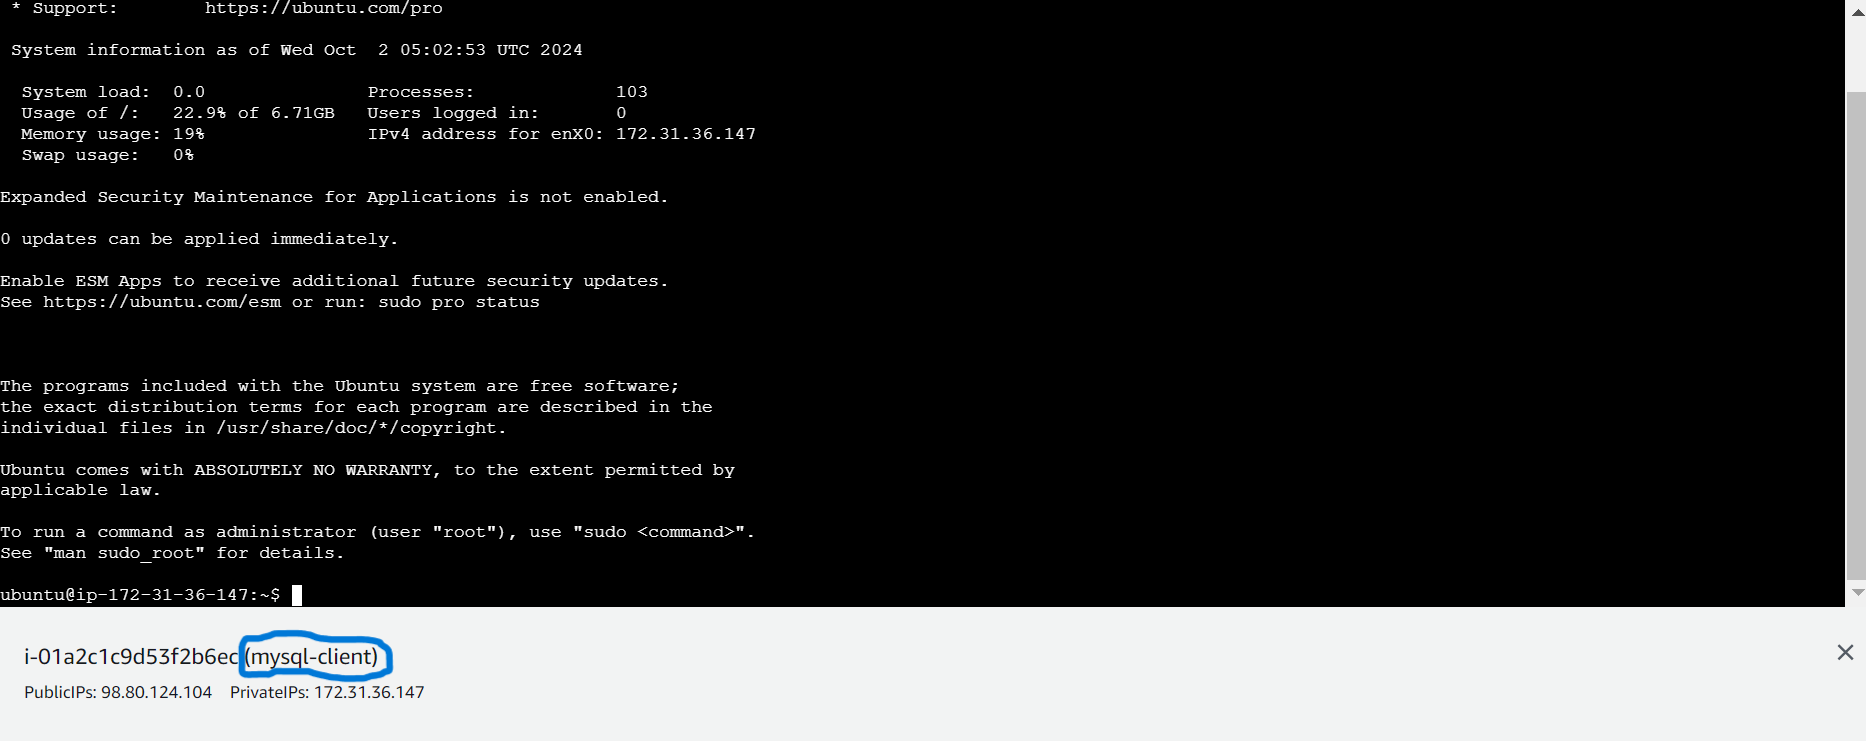 * Support:        https://ubuntu.com/pro
System information as of Wed Oct  2 05:02:53 UTC 2024
System load:  0.0               Processes:             103
Usage of /:   22.9% of 6.71GB   Users logged in:       0
Memory usage: 19%               IPv4 address for enX0: 172.31.36.147
Swap usage:   0%
Expanded Security Maintenance for Applications is not enabled.
0 updates can be applied immediately.
Enable ESM Apps to receive additional future security updates.
See https://ubuntu.com/esm or run: sudo pro status
The programs included with the Ubuntu system are free software;
the exact distribution terms for each program are described in the
individual files in /usr/share/doc/*/copyright.
Ubuntu comes with ABSOLUTELY NO WARRANTY, to the extent permitted by
applicable law.
To run a command as administrator (user "root"), use "sudo <command>".
See "man sudo_root" for details.
ubuntu@ip-172-31-36-147:~$
i-01a2c1c9d53f2b6ec (mysql-client)
PublicIPs: 98.80.124.104    PrivateIPs: 172.31.36.147